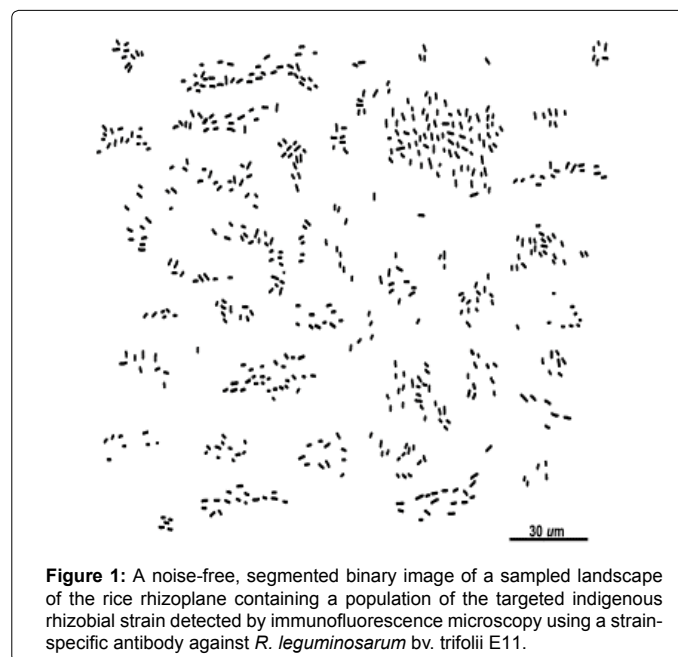 30 um
Figure 1: A noise-free, segmented binary image of a sampled landscape
of the rice rhizoplane containing a population of the targeted indigenous
rhizobial strain detected by immunofluorescence microscopy using a strain-
specific antibody against R. leguminosarum bv. trifolii E11.